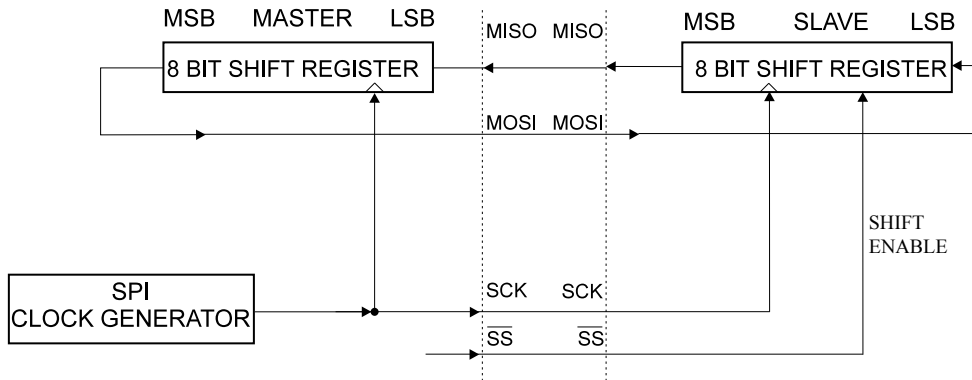 MSB MASTER LSB
MISO MISO
MSB SLAVE LSB
8 BIT SHIFT REGISTER
8 BIT SHIFT REGISTER
MOSI MOSI
SHIFT
ENABLE
SPI
CLOCK GENERATOR
SCK SCK
SS SS